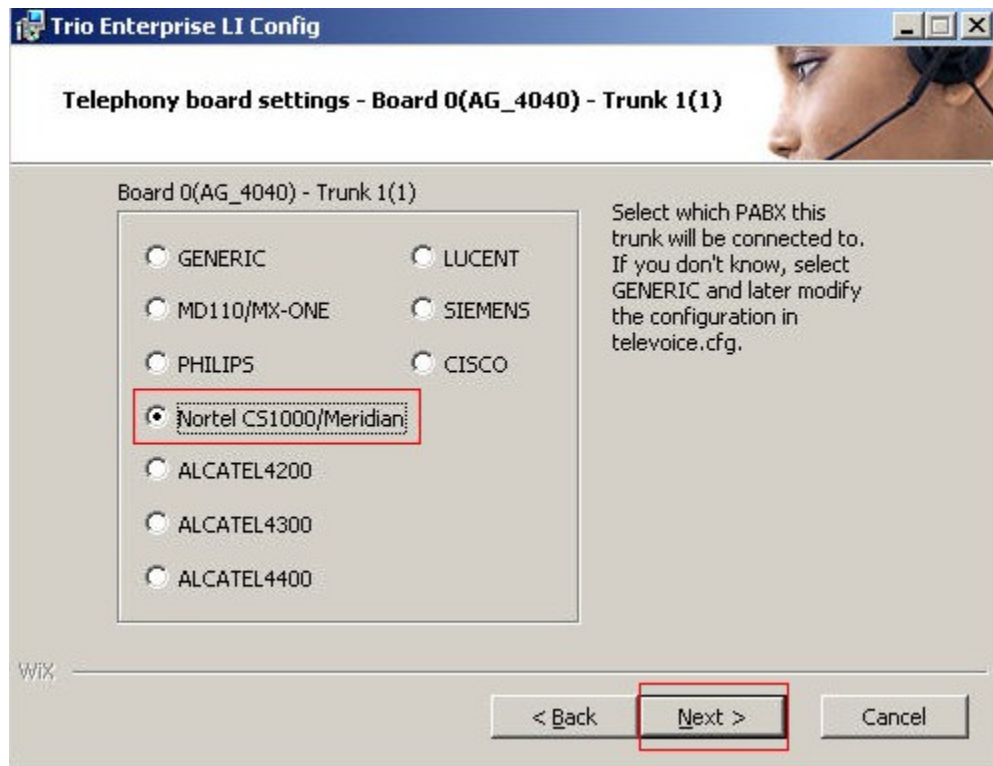 Trio Enterprise LI Config
Telephony board settings - Board 0(AG_4040) - Trunk 1(1)
Board 0(AG_4040) - Trunk 1(1)
GENERIC
LUCENT
MD110/MX-ONE
SIEMENS
PHILIPS
CISCO
Nortel CS1000/Meridian
ALCATEL4200
ALCATEL4300
ALCATEL4400
Select which PABX this
trunk will be connected to.
If you don't know, select
GENERIC and later modify
the configuration in
televoice.cfg.
WiX
< Back
Next >
Cancel